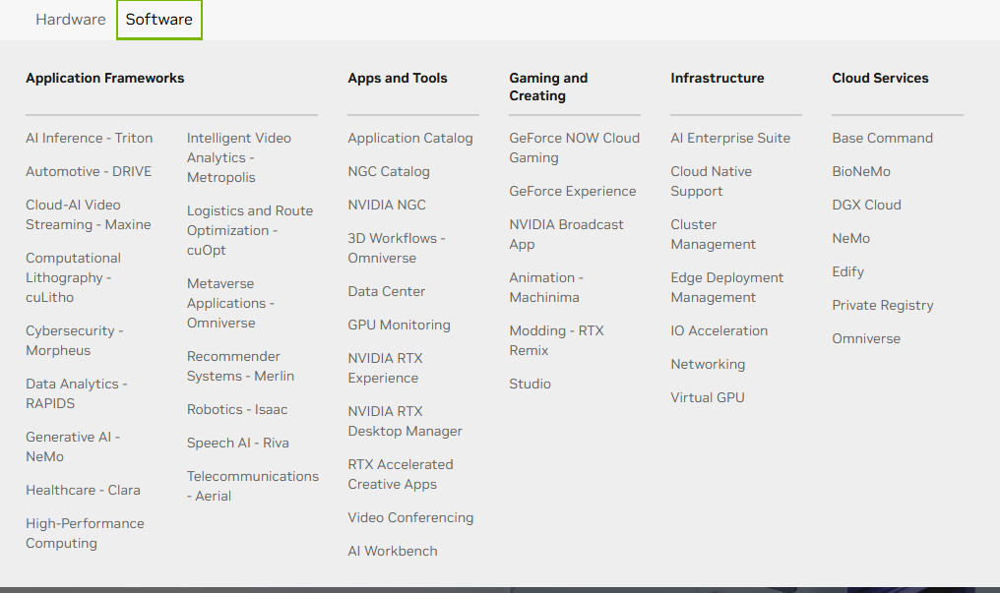 Hardware
Software
Application Frameworks
AI Inference - Triton
Automotive - DRIVE
Cloud-AI Video
Streaming - Maxine
Computational
Lithography -
cuLitho
Cybersecurity -
Morpheus
Data Analytics -
RAPIDS
Generative AI -
NeMo
Healthcare - Clara
High-Performance
Computing
Intelligent Video
Analytics -
Metropolis
Logistics and Route
Optimization -
cuOpt
Metaverse
Applications -
Omniverse
Recommender
Systems - Merlin
Robotics - Isaac
Speech AI - Riva
Telecommunications
- Aerial
Apps and Tools
Application Catalog
NGC Catalog
NVIDIA NGC
3D Workflows -
Omniverse
Data Center
GPU Monitoring
NVIDIA RTX
Experience
NVIDIA RTX
Desktop Manager
RTX Accelerated
Creative Apps
Video Conferencing
AI Workbench
Gaming and
Creating
GeForce NOW Cloud
Gaming
GeForce Experience
NVIDIA Broadcast
App
Animation -
Machinima
Modding - RTX
Remix
Studio
Infrastructure
AI Enterprise Suite
Cloud Native
Support
Cluster
Management
Edge Deployment
Management
IO Acceleration
Networking
Virtual GPU
Cloud Services
Base Command
BioNeMo
DGX Cloud
NeMo
Edify
Private Registry
Omniverse